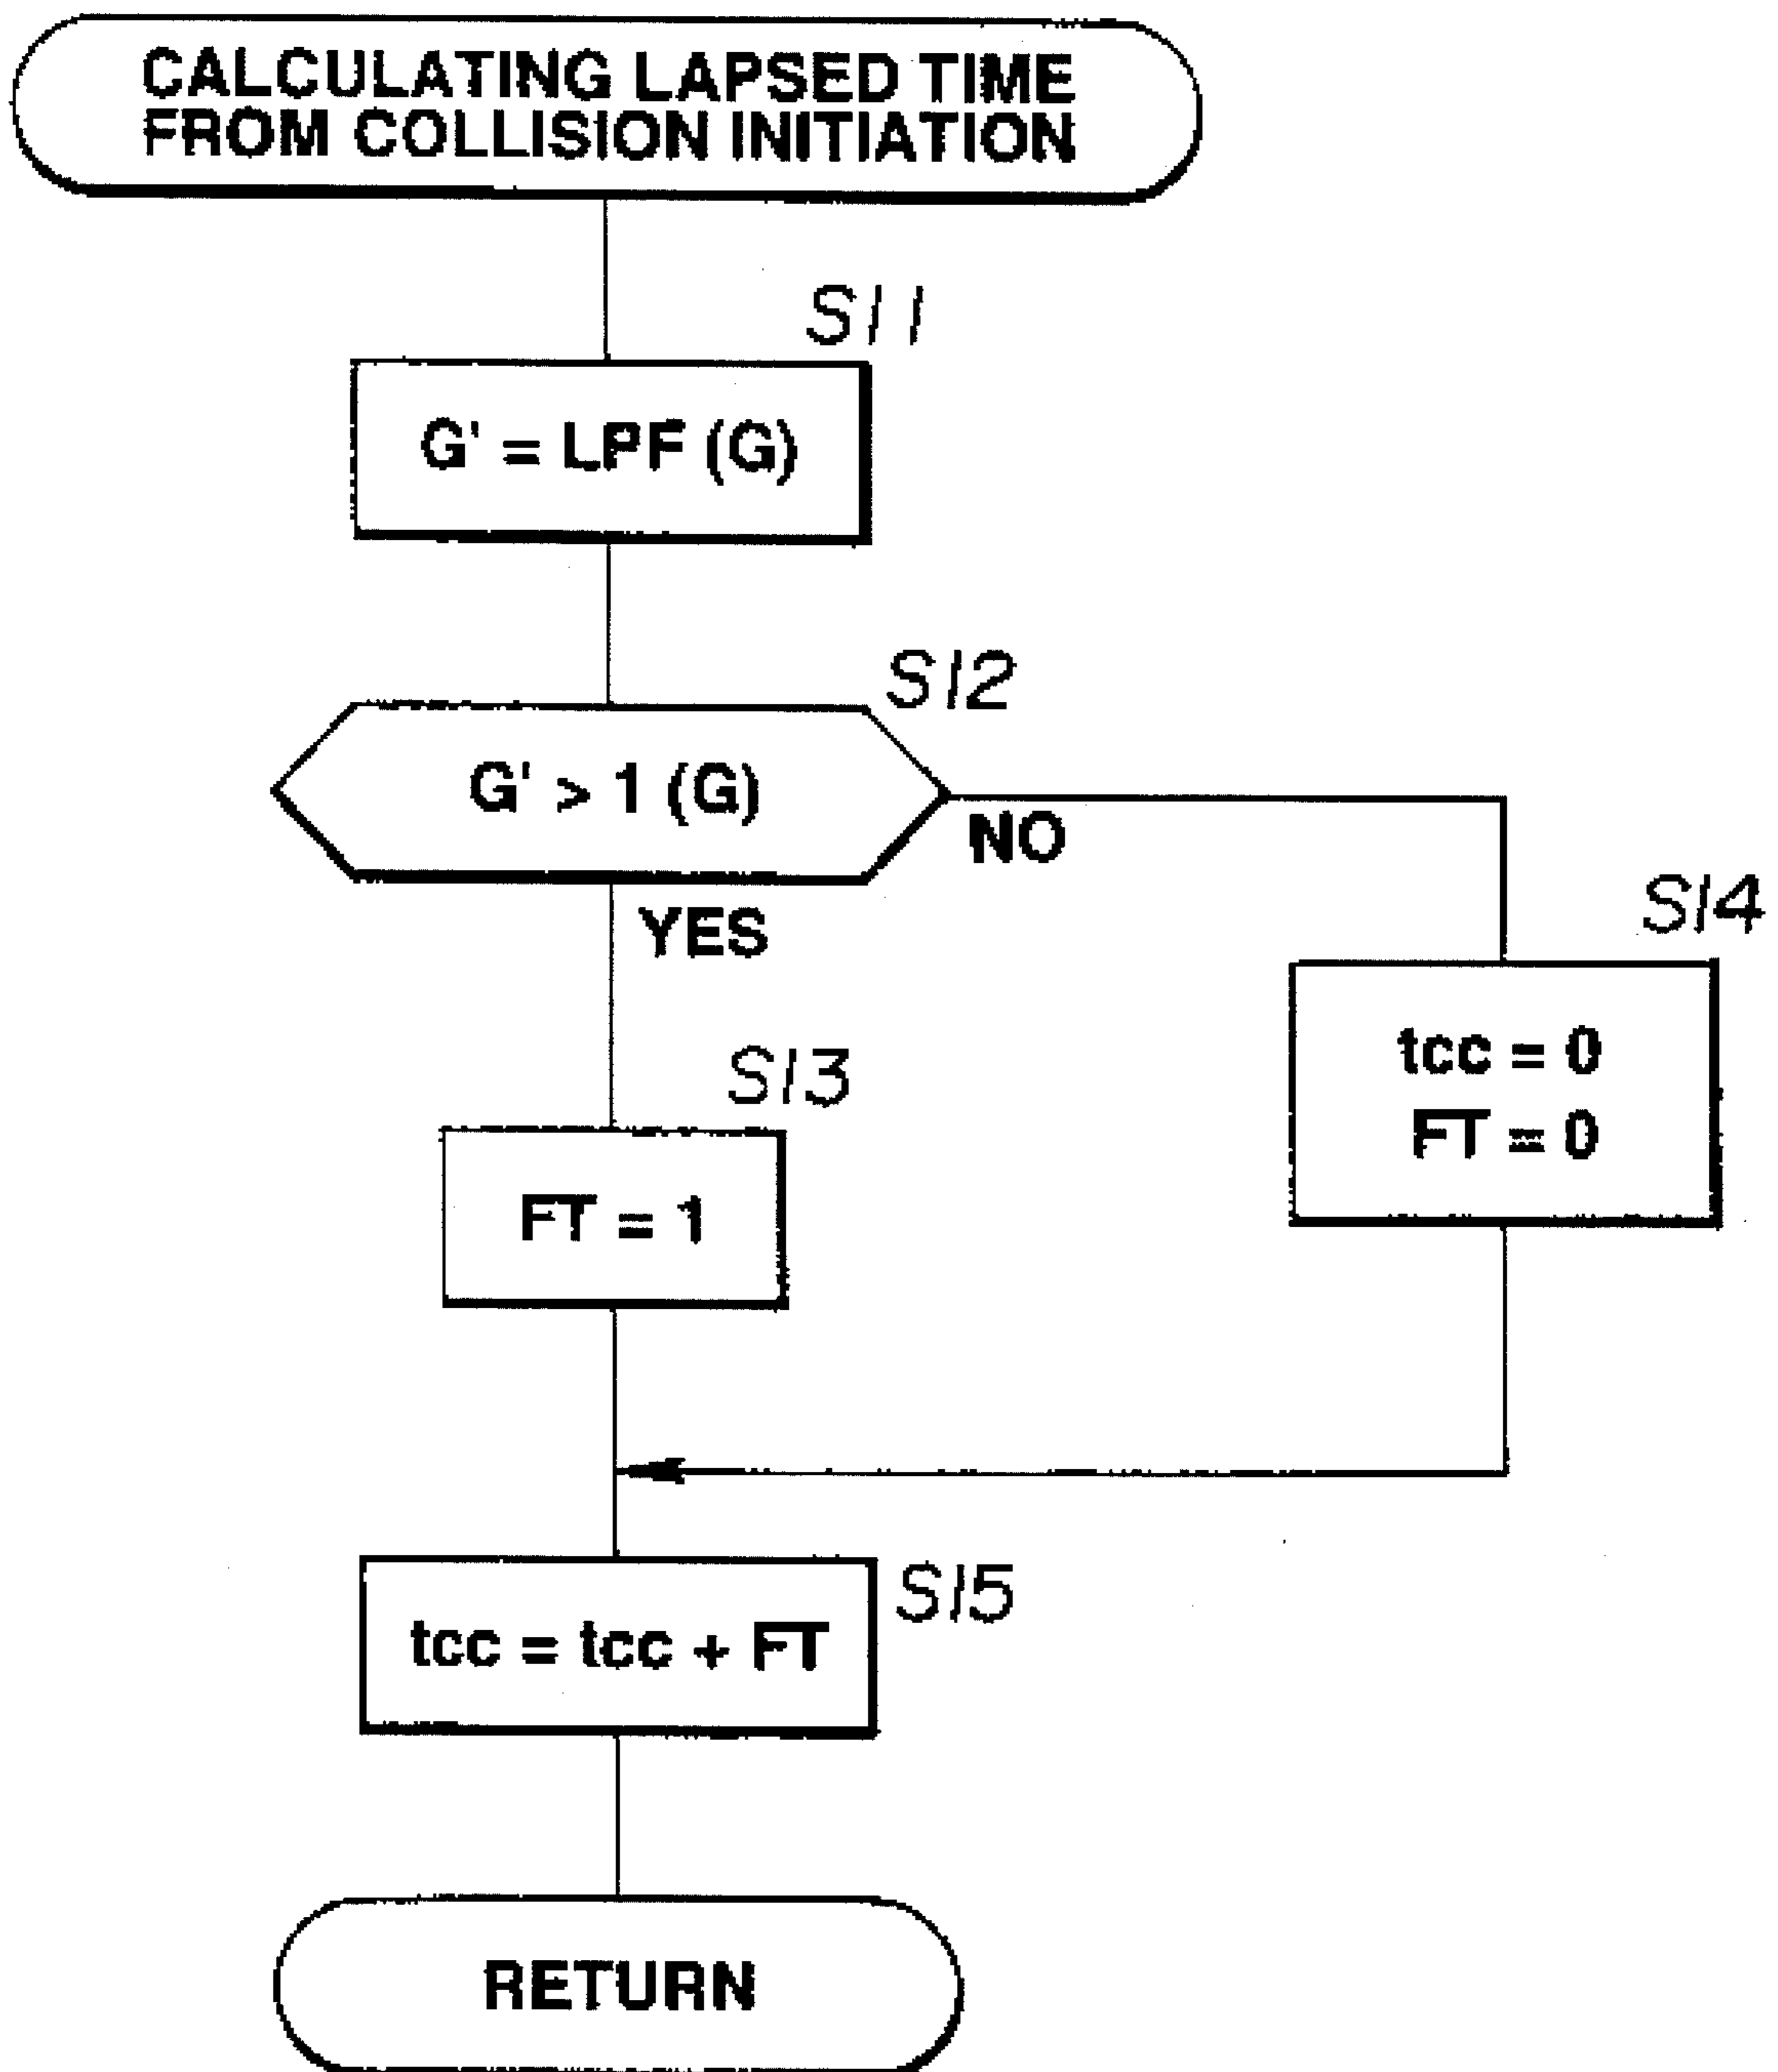 CALCULATING LAPSED TIME
FROM COLLISION INITIATION
S11
G' = LPF (G)
S12
G' > 1 (G)
NO
YES
S14
tcc = 0
FT = 0
S13
FT = 1
S15
tcc = tcc + FT
RETURN